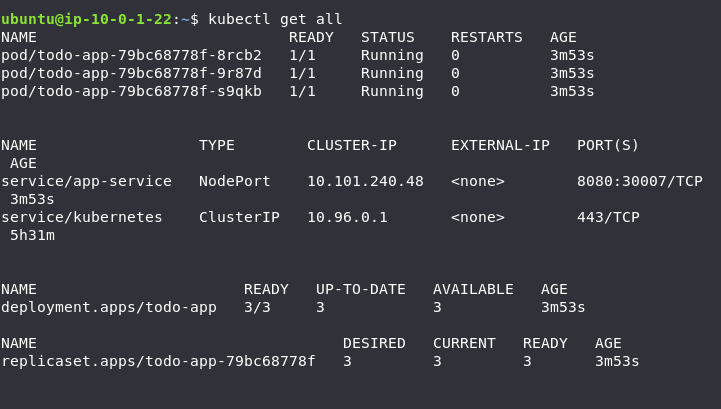 ubuntu@ip-10-0-1-22:~$ kubectl get all
NAME                            READY   STATUS    RESTARTS   AGE
pod/todo-app-79bc68778f-8rcb2   1/1     Running   0          3m53s
pod/todo-app-79bc68778f-9r87d   1/1     Running   0          3m53s
pod/todo-app-79bc68778f-s9qkb   1/1     Running   0          3m53s
NAME                  TYPE        CLUSTER-IP      EXTERNAL-IP   PORT(S)
 AGE
service/app-service   NodePort    10.101.240.48   <none>        8080:30007/TCP
 3m53s
service/kubernetes    ClusterIP   10.96.0.1       <none>        443/TCP
 5h31m
NAME                       READY   UP-TO-DATE   AVAILABLE   AGE
deployment.apps/todo-app   3/3     3            3           3m53s
NAME                                  DESIRED   CURRENT   READY   AGE
replicaset.apps/todo-app-79bc68778f   3         3         3       3m53s